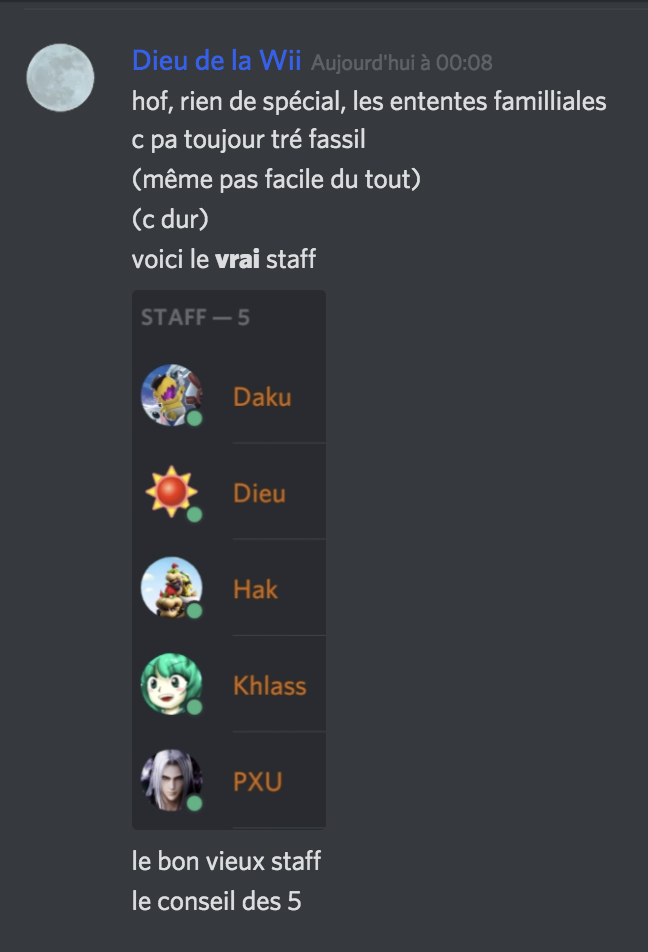 Dieu de la Wii Aujourd'hui à 00:08
hof, rien de spécial, les ententes familliales
c pa toujour tré fassil
(même pas facile du tout)
(c dur)
voici le vrai staff
STAFF — 5
Daku
Dieu
Hak
Khlass
PXU
le bon vieux staff
le conseil des 5